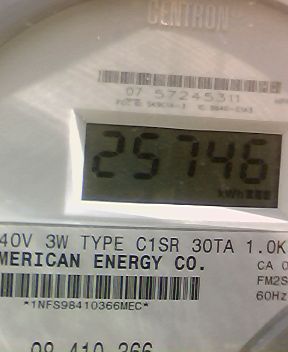 CENTRON
07 57245311
25746
kWh
40V 3W TYPE C1SR 30TA 1.0K
MERICAN ENERGY CO.
CA 0
FM2S
*1NFS98410366MEC*
60Hz
98 410 366